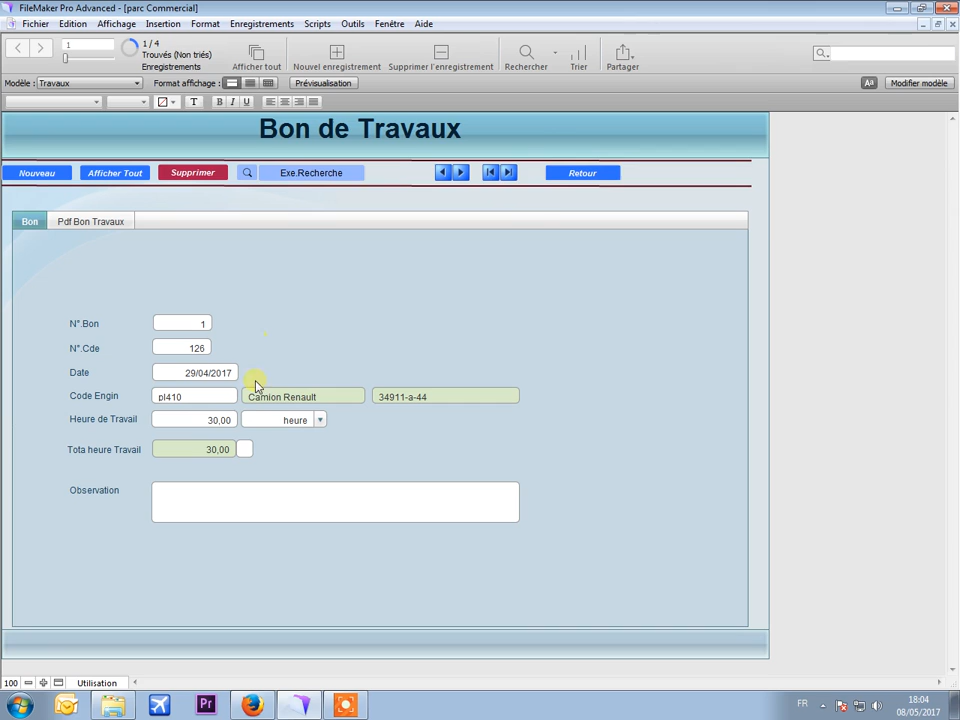 FileMaker Pro Advanced - [parc Commercial]
Fichier Edition Affichage Insertion Format Enregistrements Scripts Outils Fenêtre Aide
1
1 / 4
Trouvés (Non triés)
Enregistrements
Afficher tout
Nouvel enregistrement
Supprimer l'enregistrement
Rechercher
Trier
Partager
Modèle : Travaux Format affichage : Prévisualisation Aa Modifier modèle
T B I U
Bon de Travaux
Nouveau Afficher Tout Supprimer Exe.Recherche Retour
Bon Pdf Bon Travaux
N°.Bon 1
N°.Cde 126
Date 29/04/2017
Code Engin pl410 Camion Renault 34911-a-44
Heure de Travail 30,00 heure
Tota heure Travail 30,00
Observation
100 Utilisation
Pr FR 18:04
08/05/2017